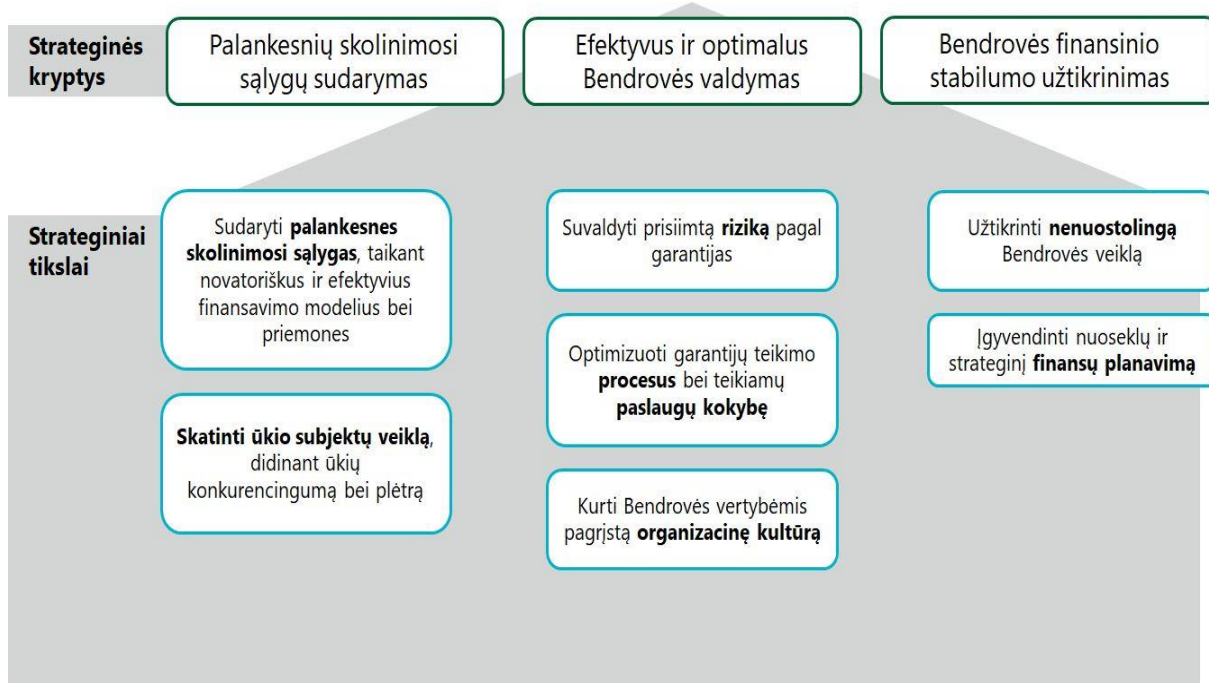 Strateginės
kryptys
Palankesnių skolinimosi
sąlygų sudarymas
Efektyvus ir optimalus
Bendrovės valdymas
Bendrovės finansinio
stabilumo užtikrinimas
Strateginiai
tikslai
Sudaryti palankesnes
skolinimosi sąlygas, taikant
novatoriškus ir efektyvius
finansavimo modelius bei
priemones
Skatinti ūkio subjektų veiklą,
didinant ūkių
konkurencingumą bei plėtrą
Suvaldyti prisiimtą riziką pagal
garantijas
Optimizuoti garantijų teikimo
procesus bei teikiamų
paslaugų kokybę
Kurti Bendrovės vertybėmis
pagrįstą organizacinę kultūrą
Užtikrinti nenuostolingą
Bendrovės veiklą
Įgyvendinti nuoseklų ir
strateginį finansų planavimą